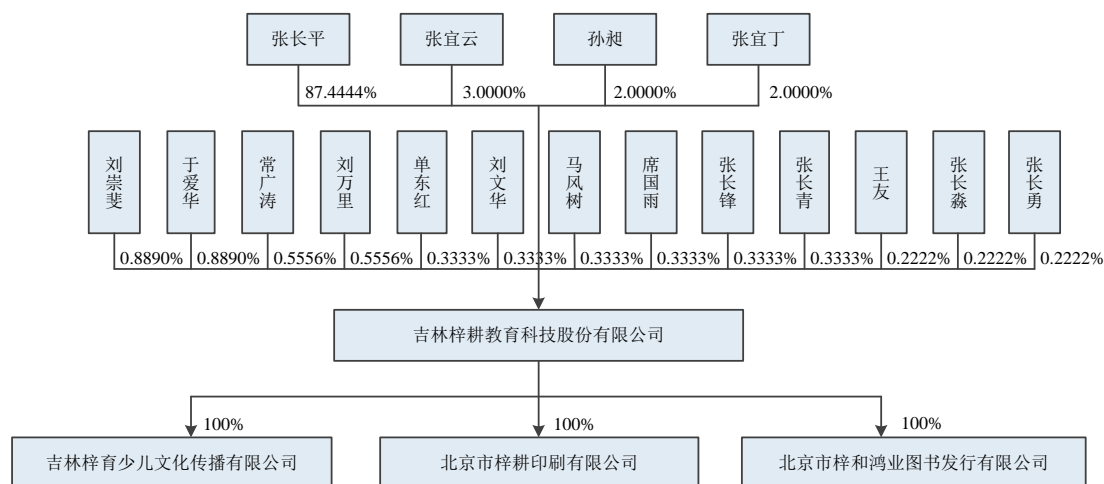 张长平
张宜云
孙昶
张宜丁
87.4444%
3.0000%
2.0000%
2.0000%
刘崇斐
于爱华
常广涛
刘万里
单东红
刘文华
马风树
席国雨
张长锋
张长青
王友
张长淼
张长勇
0.8890%
0.8890%
0.5556%
0.5556%
0.3333%
0.3333%
0.3333%
0.3333%
0.3333%
0.3333%
0.2222%
0.2222%
0.2222%
吉林梓耕教育科技股份有限公司
100%
100%
100%
吉林梓育少儿文化传播有限公司
北京市梓耕印刷有限公司
北京市梓和鸿业图书发行有限公司